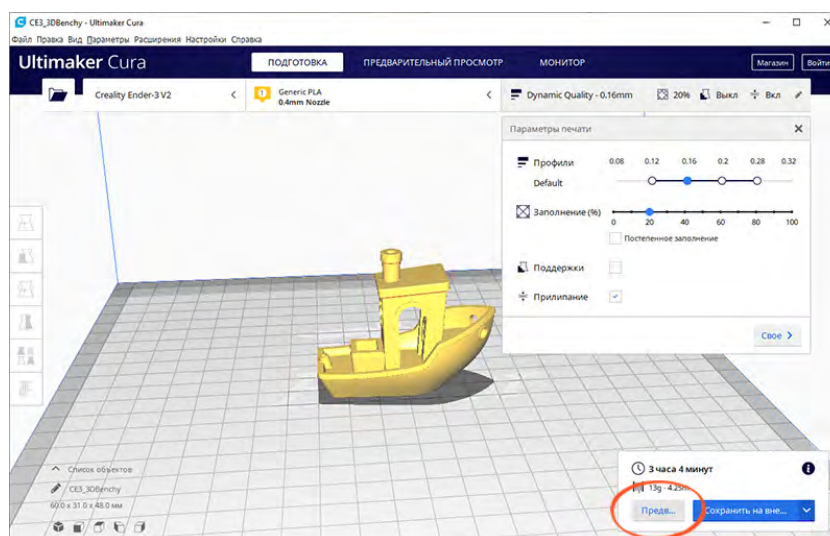 CE3_3DBenchy - Ultimaker Cura
Файл Правка Вид Параметры Расширения Настройки Справка
Ultimaker Cura ПОДГОТОВКА ПРЕДВАРИТЕЛЬНЫЙ ПРОСМОТР МОНИТОР Магазин Войти
Creality Ender-3 V2
1
Generic PLA
0.4mm Nozzle
Dynamic Quality - 0.16mm 20% Выкл Вкл
Параметры печати
Профили 0.08 0.12 0.16 0.2 0.28 0.32
Default
Заполнение (%)
0 20 40 60 80 100
Постепенное заполнение
Поддержки
Прилипание
Свое
3 часа 4 минут
13g · 4.25m
Предв... Сохранить на вне...
Список объектов
CE3_3DBenchy
60.0 x 31.0 x 48.0 мм